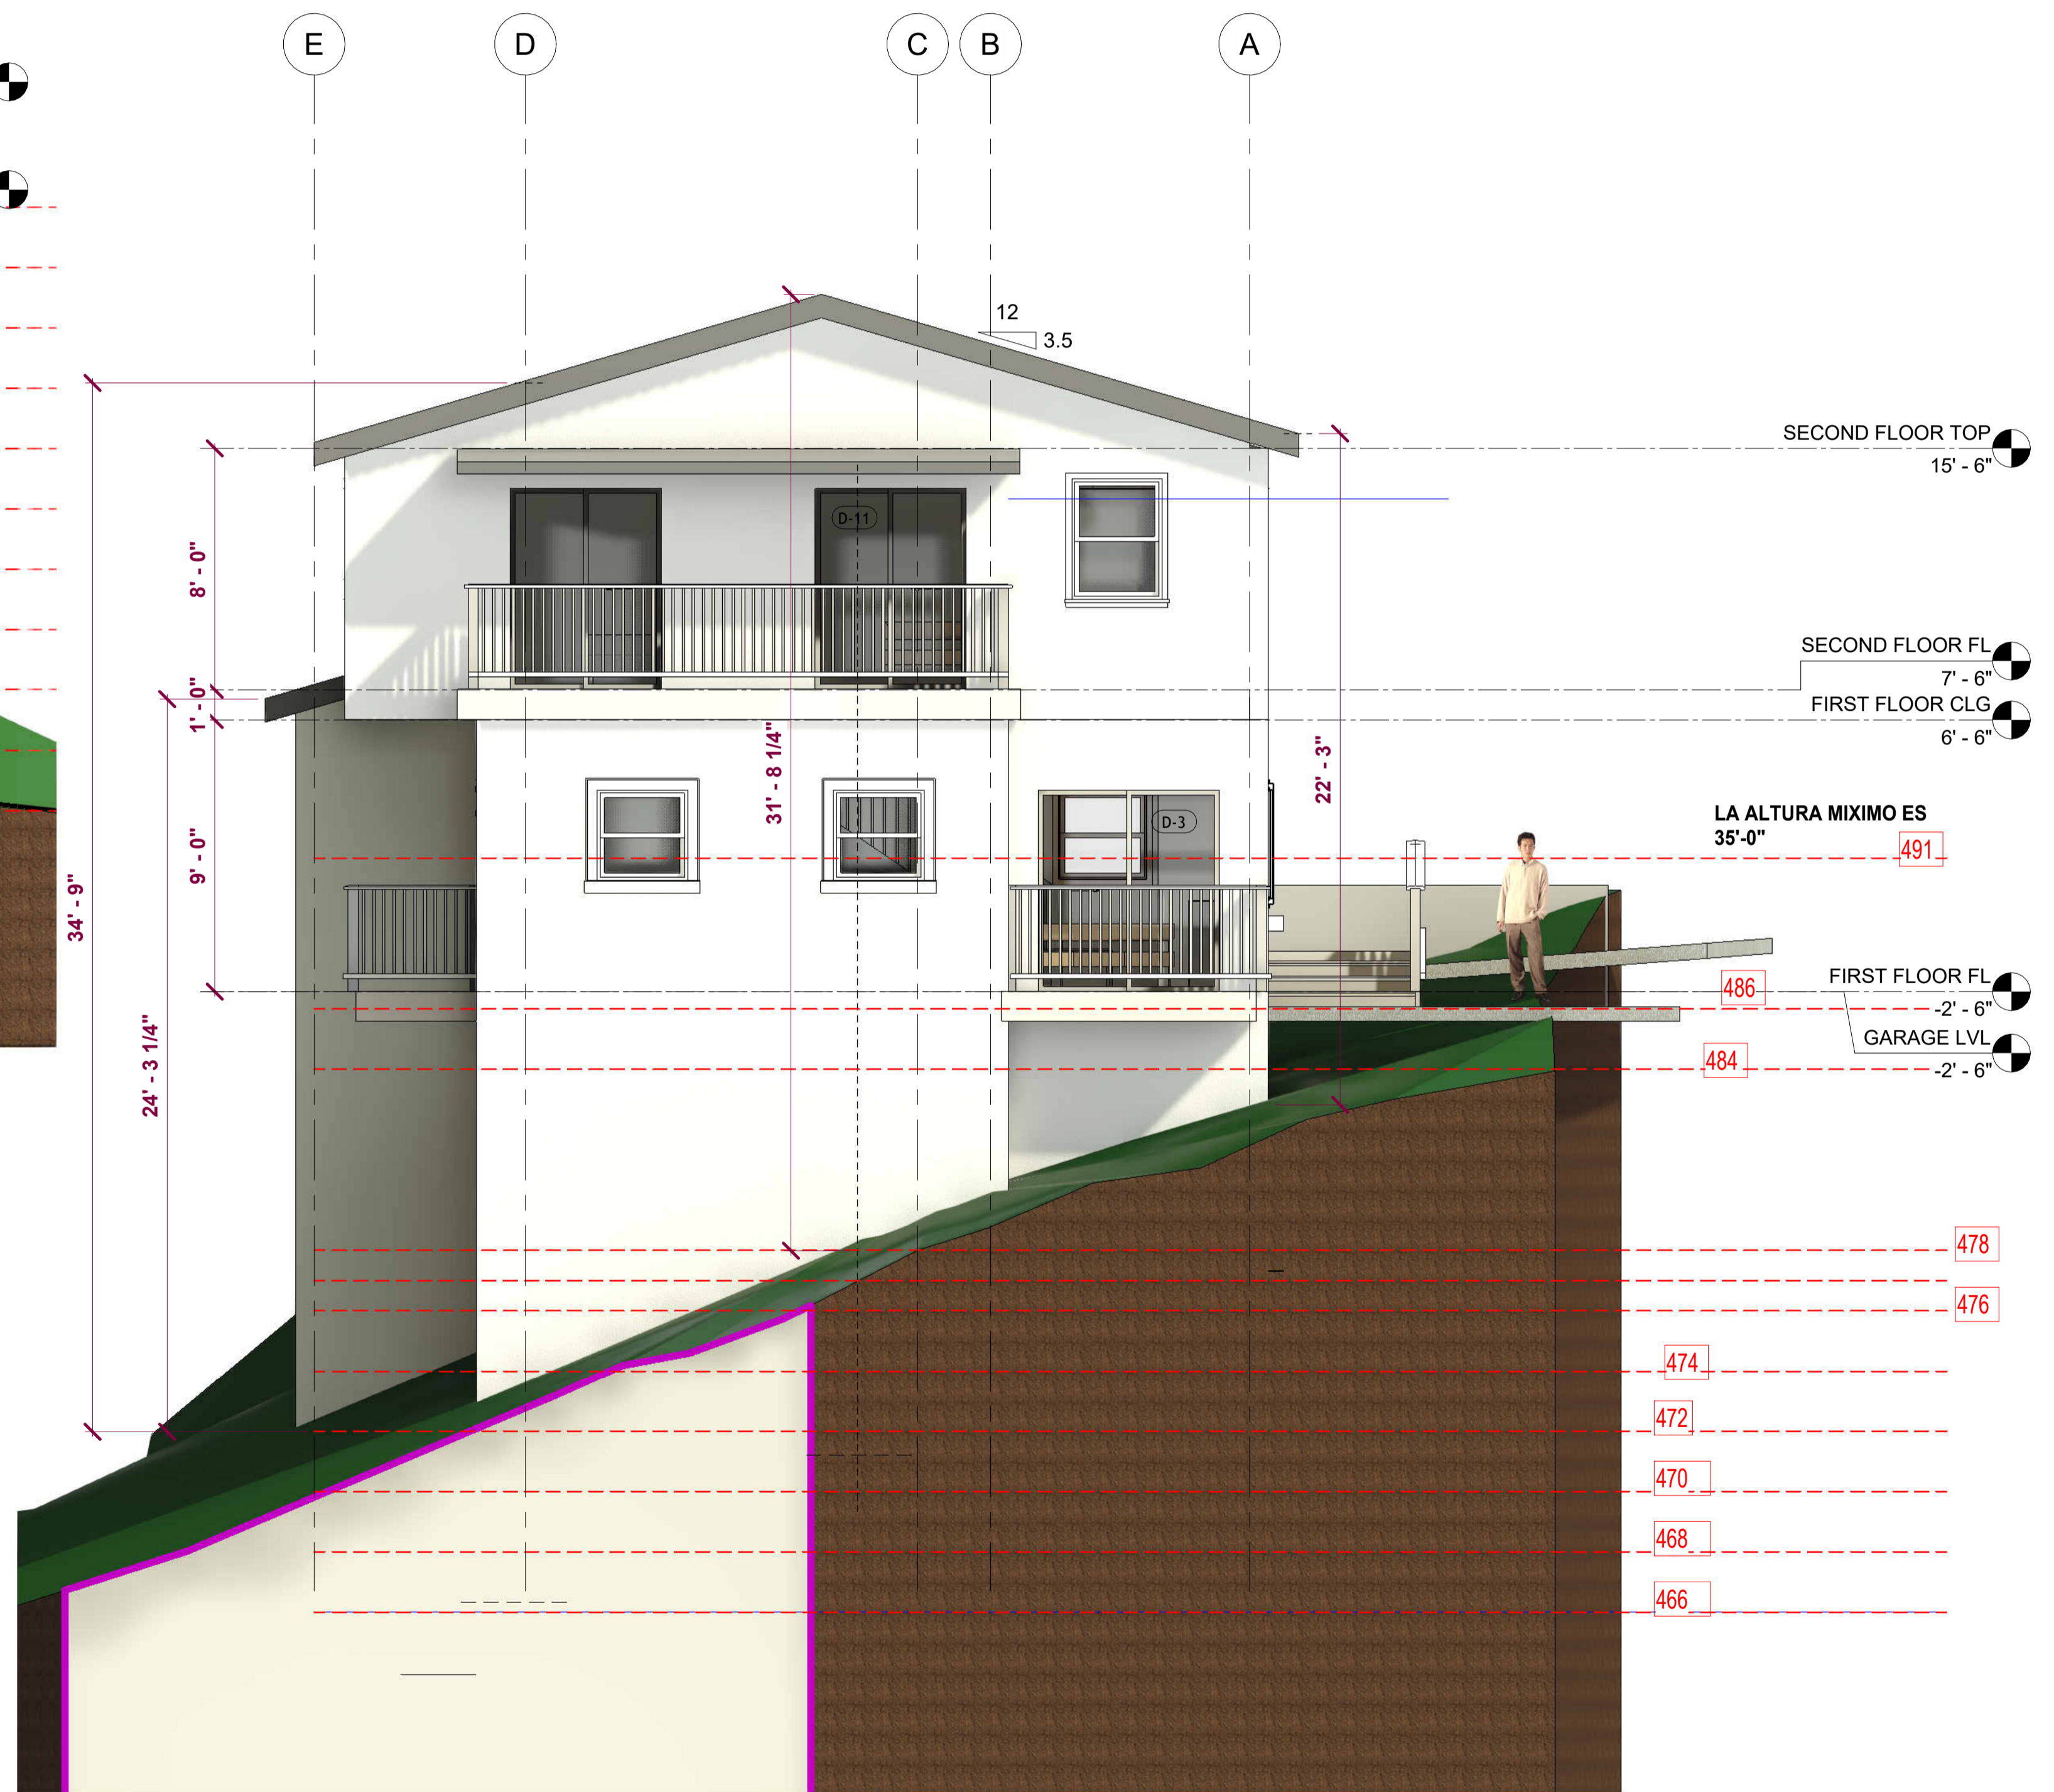 E
D
C
B
A
12
3.5
SECOND FLOOR TOP
15' - 6"
D-11
8' - 0"
SECOND FLOOR FL
7' - 6"
1' - 0"
FIRST FLOOR CLG
6' - 6"
31' - 8 1/4"
22' - 3"
LA ALTURA MIXIMO ES
35'-0"
D-3
491
9' - 0"
34' - 9"
FIRST FLOOR FL
486
-2' - 6"
24' - 3 1/4"
GARAGE LVL
484
-2' - 6"
478
476
474
472
470
468
466